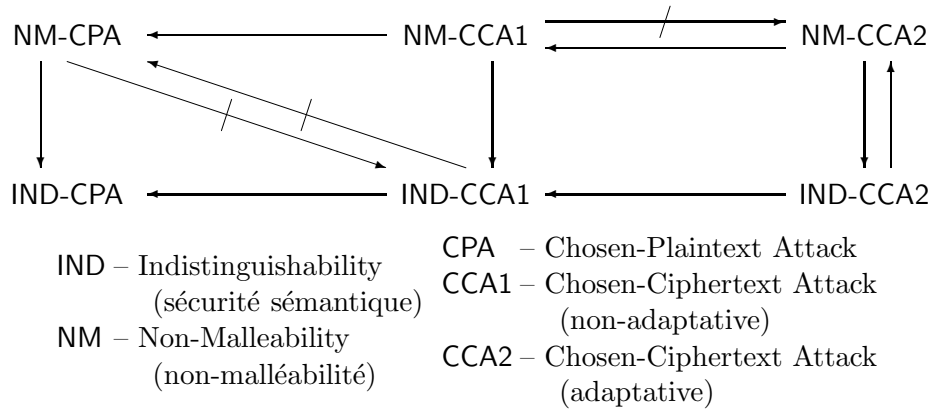 NM-CPA NM-CCA1 NM-CCA2
IND-CPA IND-CCA1 IND-CCA2
IND – Indistinguishability
(sécurité sémantique)
NM – Non-Malleability
(non-malléabilité)
CPA – Chosen-Plaintext Attack
CCA1 – Chosen-Ciphertext Attack
(non-adaptative)
CCA2 – Chosen-Ciphertext Attack
(adaptative)